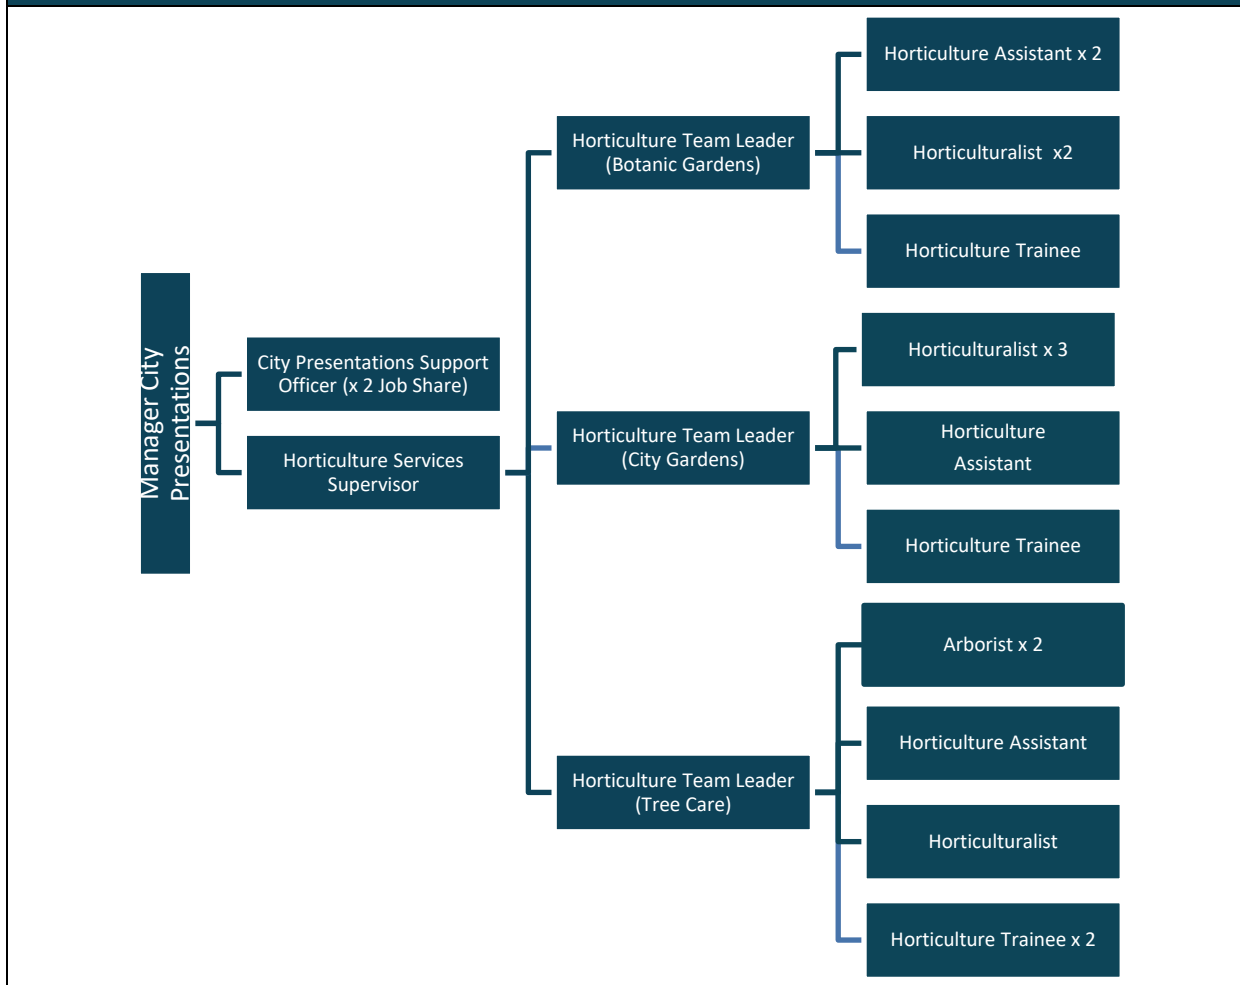 Manager City
Presentations
City Presentations Support
Officer (x 2 Job Share)
Horticulture Services
Supervisor
Horticulture Team Leader
(Botanic Gardens)
Horticulture Assistant x 2
Horticulturalist  x2
Horticulture Trainee
Horticulture Team Leader
(City Gardens)
Horticulturalist x 3
Horticulture
Assistant
Horticulture Trainee
Horticulture Team Leader
(Tree Care)
Arborist x 2
Horticulture Assistant
Horticulturalist
Horticulture Trainee x 2